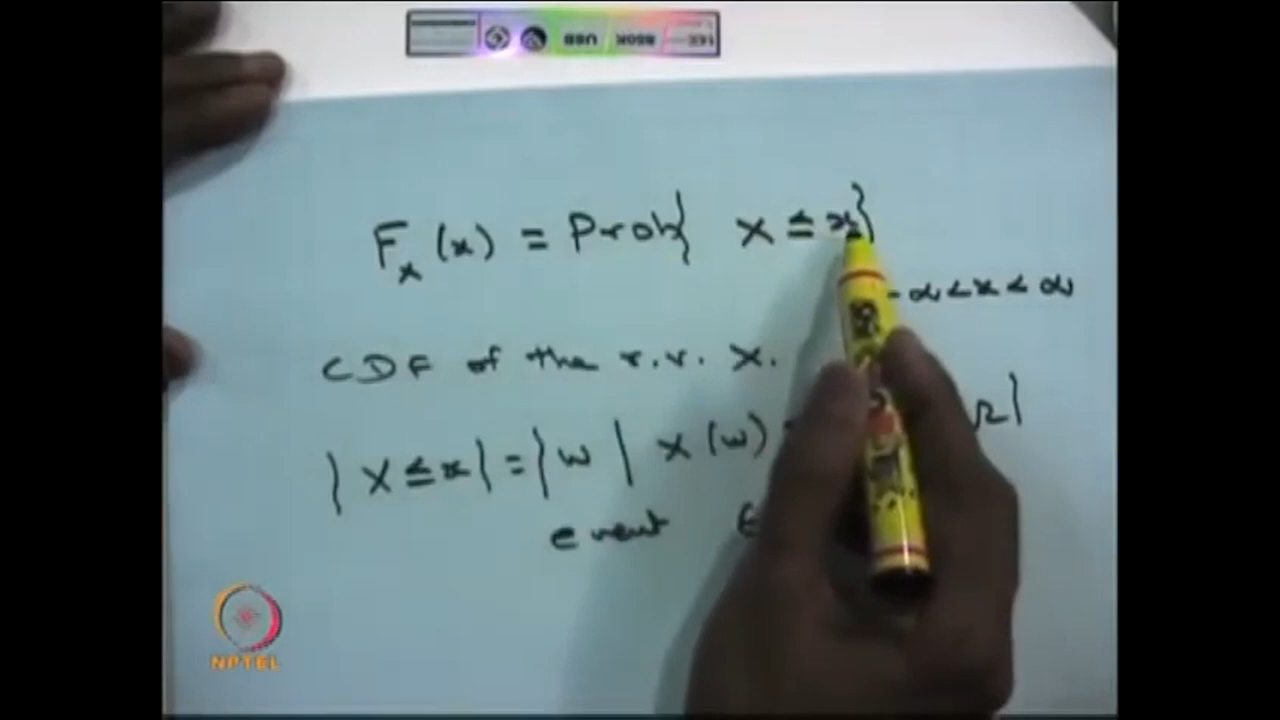 F_X (x) = Prob{ X ≤ x}
-∞ < x < ∞
CDF of the r.v. X.
{X ≤ x} = {w | X(w) Ω}
event
NPTEL